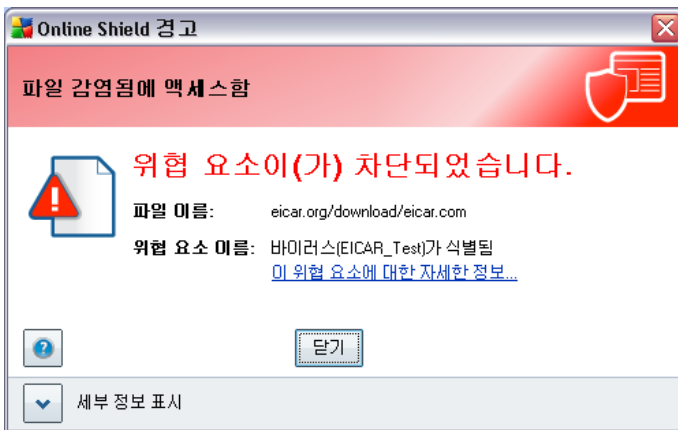 Online Shield 경고
파일 감염됨에 액세스함
위협 요소이(가) 차단되었습니다.
파일 이름: eicar.org/download/eicar.com
위협 요소 이름: 바이러스(EICAR_Test)가 식별됨
이 위협 요소에 대한 자세한 정보...
닫기
세부 정보 표시